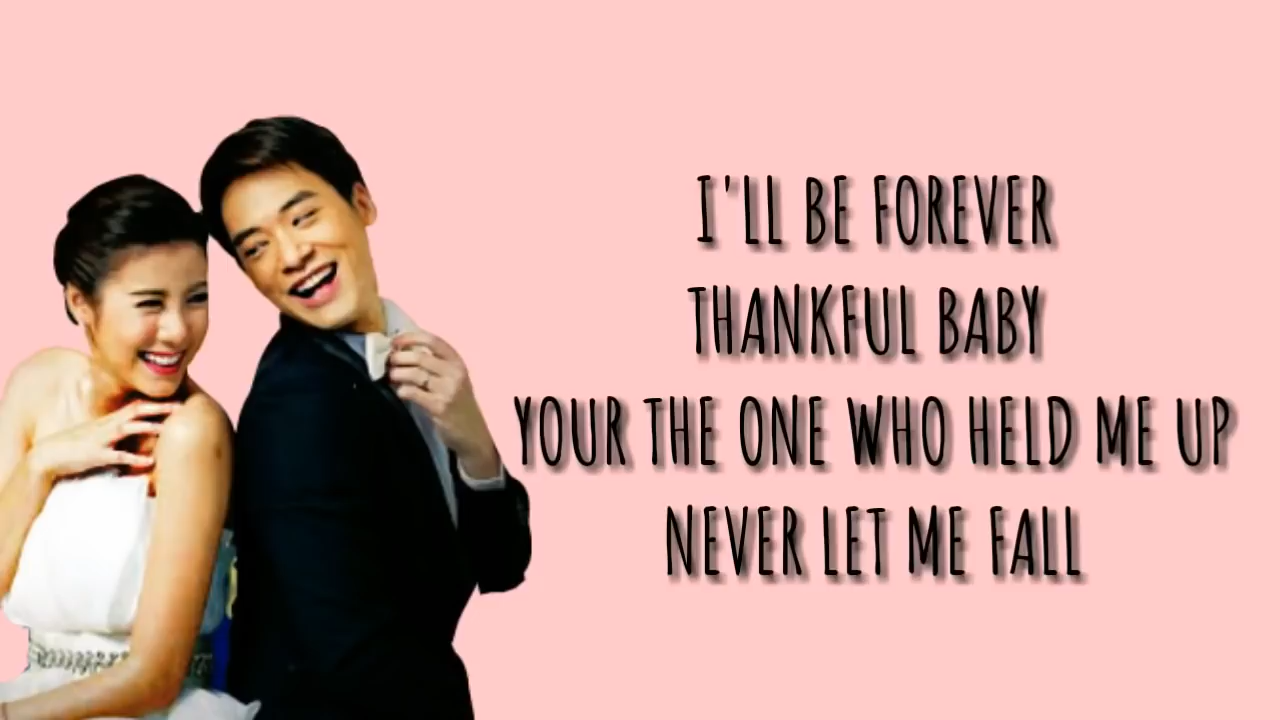 I'LL BE FOREVER
THANKFUL BABY
YOUR THE ONE WHO HELD ME UP
NEVER LET ME FALL